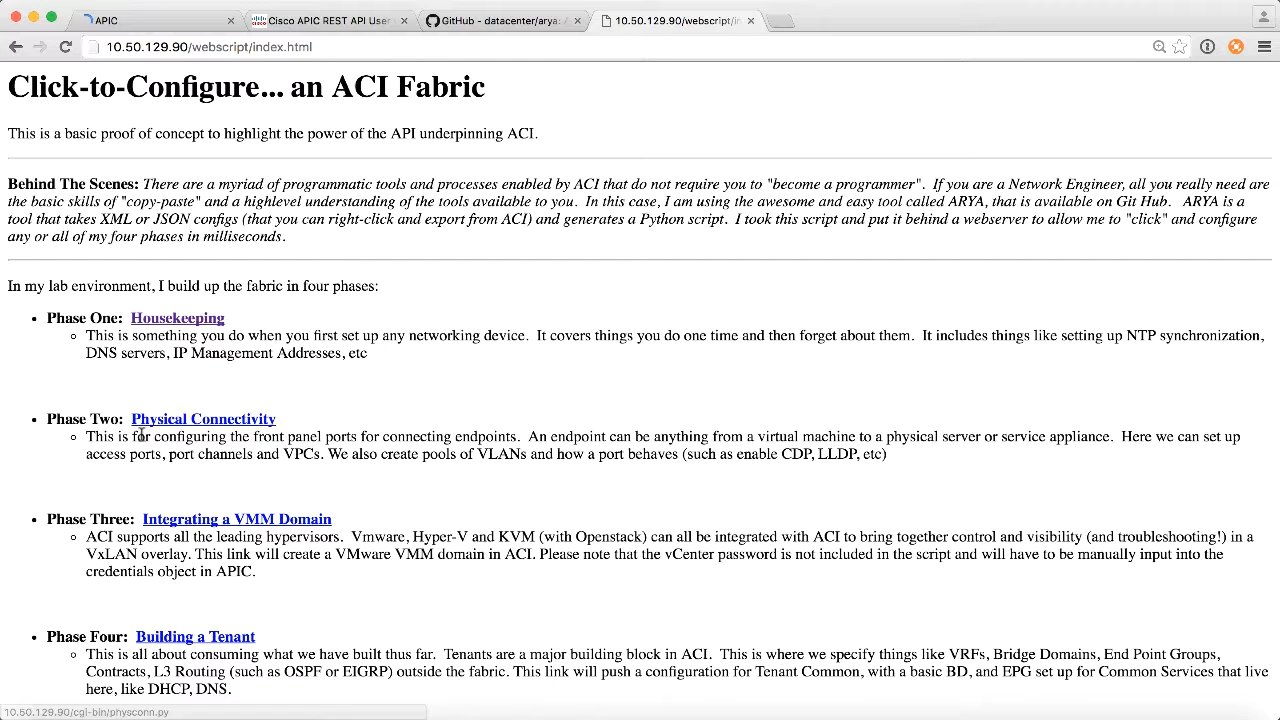 APIC
Cisco APIC REST API User
GitHub - datacenter/arya: A
10.50.129.90/webscript/in
10.50.129.90/webscript/index.html
Click-to-Configure... an ACI Fabric
This is a basic proof of concept to highlight the power of the API underpinning ACI.
Behind The Scenes: There are a myriad of programmatic tools and processes enabled by ACI that do not require you to "become a programmer". If you are a Network Engineer, all you really need are
the basic skills of "copy-paste" and a highlevel understanding of the tools available to you. In this case, I am using the awesome and easy tool called ARYA, that is available on Git Hub. ARYA is a
tool that takes XML or JSON configs (that you can right-click and export from ACI) and generates a Python script. I took this script and put it behind a webserver to allow me to "click" and configure
any or all of my four phases in milliseconds.
In my lab environment, I build up the fabric in four phases:
• Phase One: Housekeeping
◦ This is something you do when you first set up any networking device. It covers things you do one time and then forget about them. It includes things like setting up NTP synchronization,
DNS servers, IP Management Addresses, etc
• Phase Two: Physical Connectivity
◦ This is for configuring the front panel ports for connecting endpoints. An endpoint can be anything from a virtual machine to a physical server or service appliance. Here we can set up
access ports, port channels and VPCs. We also create pools of VLANs and how a port behaves (such as enable CDP, LLDP, etc)
• Phase Three: Integrating a VMM Domain
◦ ACI supports all the leading hypervisors. Vmware, Hyper-V and KVM (with Openstack) can all be integrated with ACI to bring together control and visibility (and troubleshooting!) in a
VxLAN overlay. This link will create a VMware VMM domain in ACI. Please note that the vCenter password is not included in the script and will have to be manually input into the
credentials object in APIC.
• Phase Four: Building a Tenant
◦ This is all about consuming what we have built thus far. Tenants are a major building block in ACI. This is where we specify things like VRFs, Bridge Domains, End Point Groups,
Contracts, L3 Routing (such as OSPF or EIGRP) outside the fabric. This link will push a configuration for Tenant Common, with a basic BD, and EPG set up for Common Services that live
here, like DHCP, DNS.
10.50.129.90/cgi-bin/physconn.py